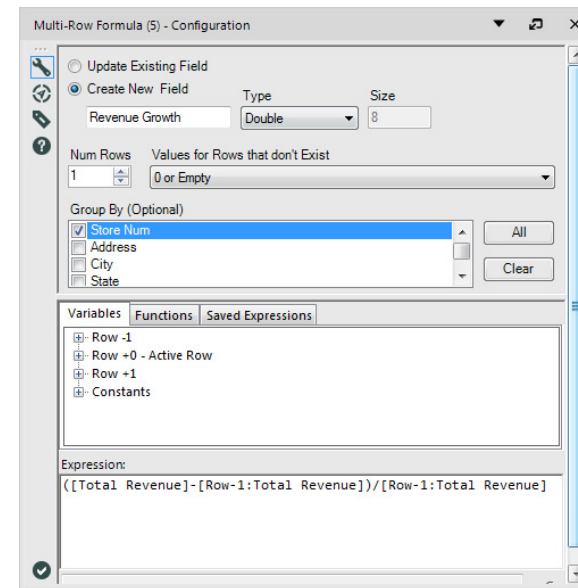 Multi-Row Formula (5) - Configuration
Update Existing Field
Create New Field
Type
Size
Revenue Growth
Double
8
Num Rows
Values for Rows that don't Exist
1
0 or Empty
Group By (Optional)
Store Num
Address
City
State
All
Clear
Variables
Functions
Saved Expressions
Row -1
Row +0 - Active Row
Row +1
Constants
Expression:
([Total Revenue]-[Row-1:Total Revenue])/[Row-1:Total Revenue]